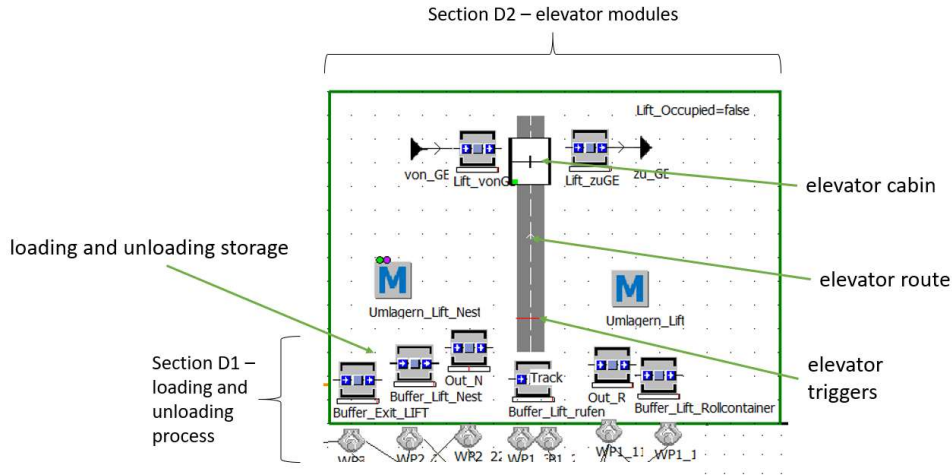 Section D2 – elevator modules
Lift_Occupied=false
von_GE
Lift_vonG
Lift_zuGE
zu_GE
elevator cabin
loading and unloading storage
elevator route
M
M
Umlagern_Lift_Nest
Umlagern_Lift
Section D1 –
loading and
unloading
process
elevator
triggers
Out_N
Track
Out_R
Buffer_Lift_Nest
Buffer_Exit_LIFT
Buffer_Lift_rufen
Buffer_Lift_Rollcontainer
WP2
WP1_11
WP1_1